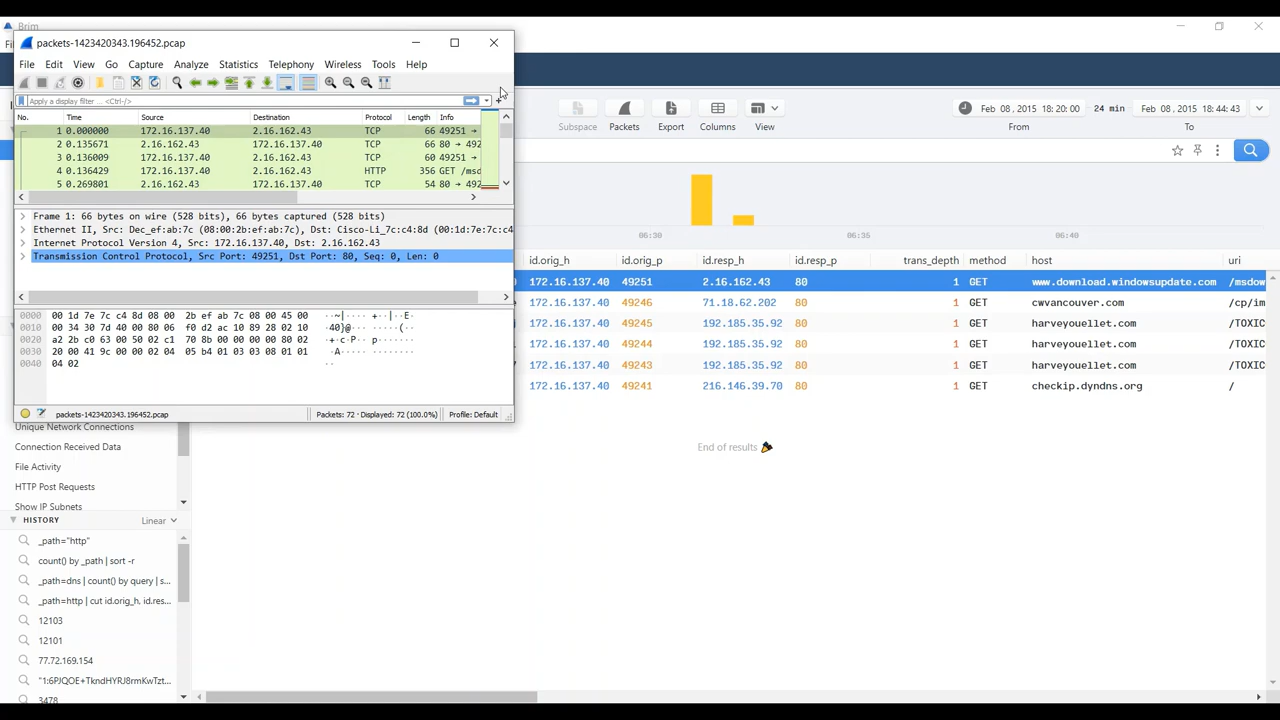 Brim
packets-1423420343.196452.pcap
File Edit View Go Capture Analyze Statistics Telephony Wireless Tools Help
Apply a display filter ... <Ctrl-/>
No. Time Source Destination Protocol Length Info
1 0.000000 172.16.137.40 2.16.162.43 TCP 66 49251 →
2 0.135671 2.16.162.43 172.16.137.40 TCP 66 80 → 492
3 0.136009 172.16.137.40 2.16.162.43 TCP 60 49251 →
4 0.136429 172.16.137.40 2.16.162.43 HTTP 356 GET /msd
5 0.269801 2.16.162.43 172.16.137.40 TCP 54 80 → 492
Frame 1: 66 bytes on wire (528 bits), 66 bytes captured (528 bits)
Ethernet II, Src: Dec_ef:ab:7c (08:00:2b:ef:ab:7c), Dst: Cisco-Li_7c:c4:8d (00:1d:7e:7c:c4
Internet Protocol Version 4, Src: 172.16.137.40, Dst: 2.16.162.43
Transmission Control Protocol, Src Port: 49251, Dst Port: 80, Seq: 0, Len: 0
0000 00 1d 7e 7c c4 8d 08 00 2b ef ab 7c 08 00 45 00 ··~|···· +··|··E·
0010 00 34 30 7d 40 00 80 06 f0 d2 ac 10 89 28 02 10 ·40}@··· ·····(··
0020 a2 2b c0 63 00 50 02 c1 70 8b 00 00 00 00 80 02 ·+·c·P·· p·······
0030 20 00 41 9c 00 00 02 04 05 b4 01 03 03 08 01 01 ·A······ ········
0040 04 02 ··
packets-1423420343.196452.pcap Packets: 72 · Displayed: 72 (100.0%) Profile: Default
Subspace Packets Export Columns View
Feb 08 , 2015 18:20:00 24 min Feb 08 , 2015 18:44:43
From To
06:30 06:35 06:40
id.orig_h id.orig_p id.resp_h id.resp_p trans_depth method host uri
172.16.137.40 49251 2.16.162.43 80 1 GET www.download.windowsupdate.com /msdow
172.16.137.40 49246 71.18.62.202 80 1 GET cwvancouver.com /cp/im
172.16.137.40 49245 192.185.35.92 80 1 GET harveyouellet.com /TOXIC
172.16.137.40 49244 192.185.35.92 80 1 GET harveyouellet.com /TOXIC
172.16.137.40 49243 192.185.35.92 80 1 GET harveyouellet.com /TOXIC
172.16.137.40 49241 216.146.39.70 80 1 GET checkip.dyndns.org /
End of results
Unique Network Connections
Connection Received Data
File Activity
HTTP Post Requests
Show IP Subnets
HISTORY Linear
_path="http"
count() by _path | sort -r
_path=dns | count() by query | s...
_path=http | cut id.orig_h, id.res...
12103
12101
77.72.169.154
"1:6PJQOE+TkndHYRJ8rmKwTzt...
3478